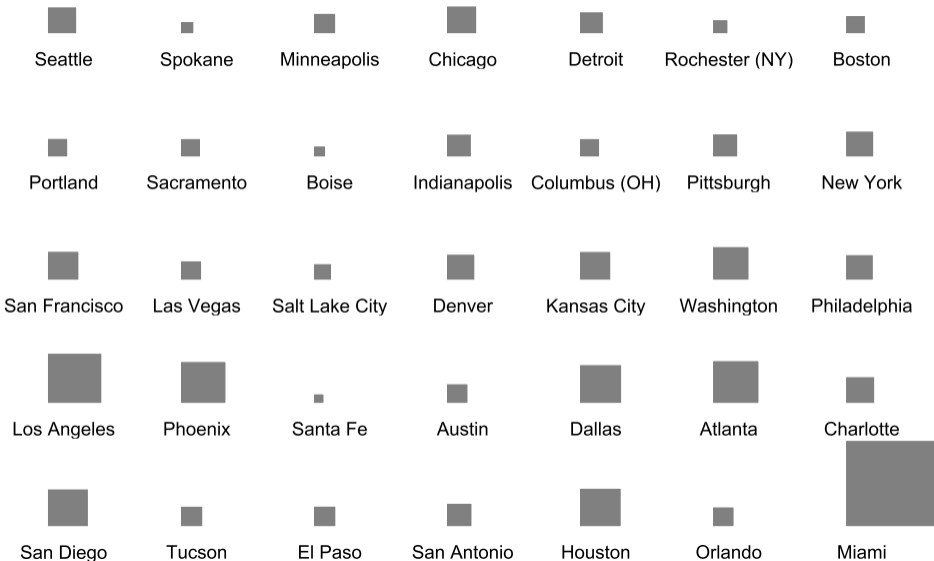 Seattle Spokane Minneapolis Chicago Detroit Rochester (NY) Boston
Portland Sacramento Boise Indianapolis Columbus (OH) Pittsburgh New York
San Francisco Las Vegas Salt Lake City Denver Kansas City Washington Philadelphia
Los Angeles Phoenix Santa Fe Austin Dallas Atlanta Charlotte
San Diego Tucson El Paso San Antonio Houston Orlando Miami